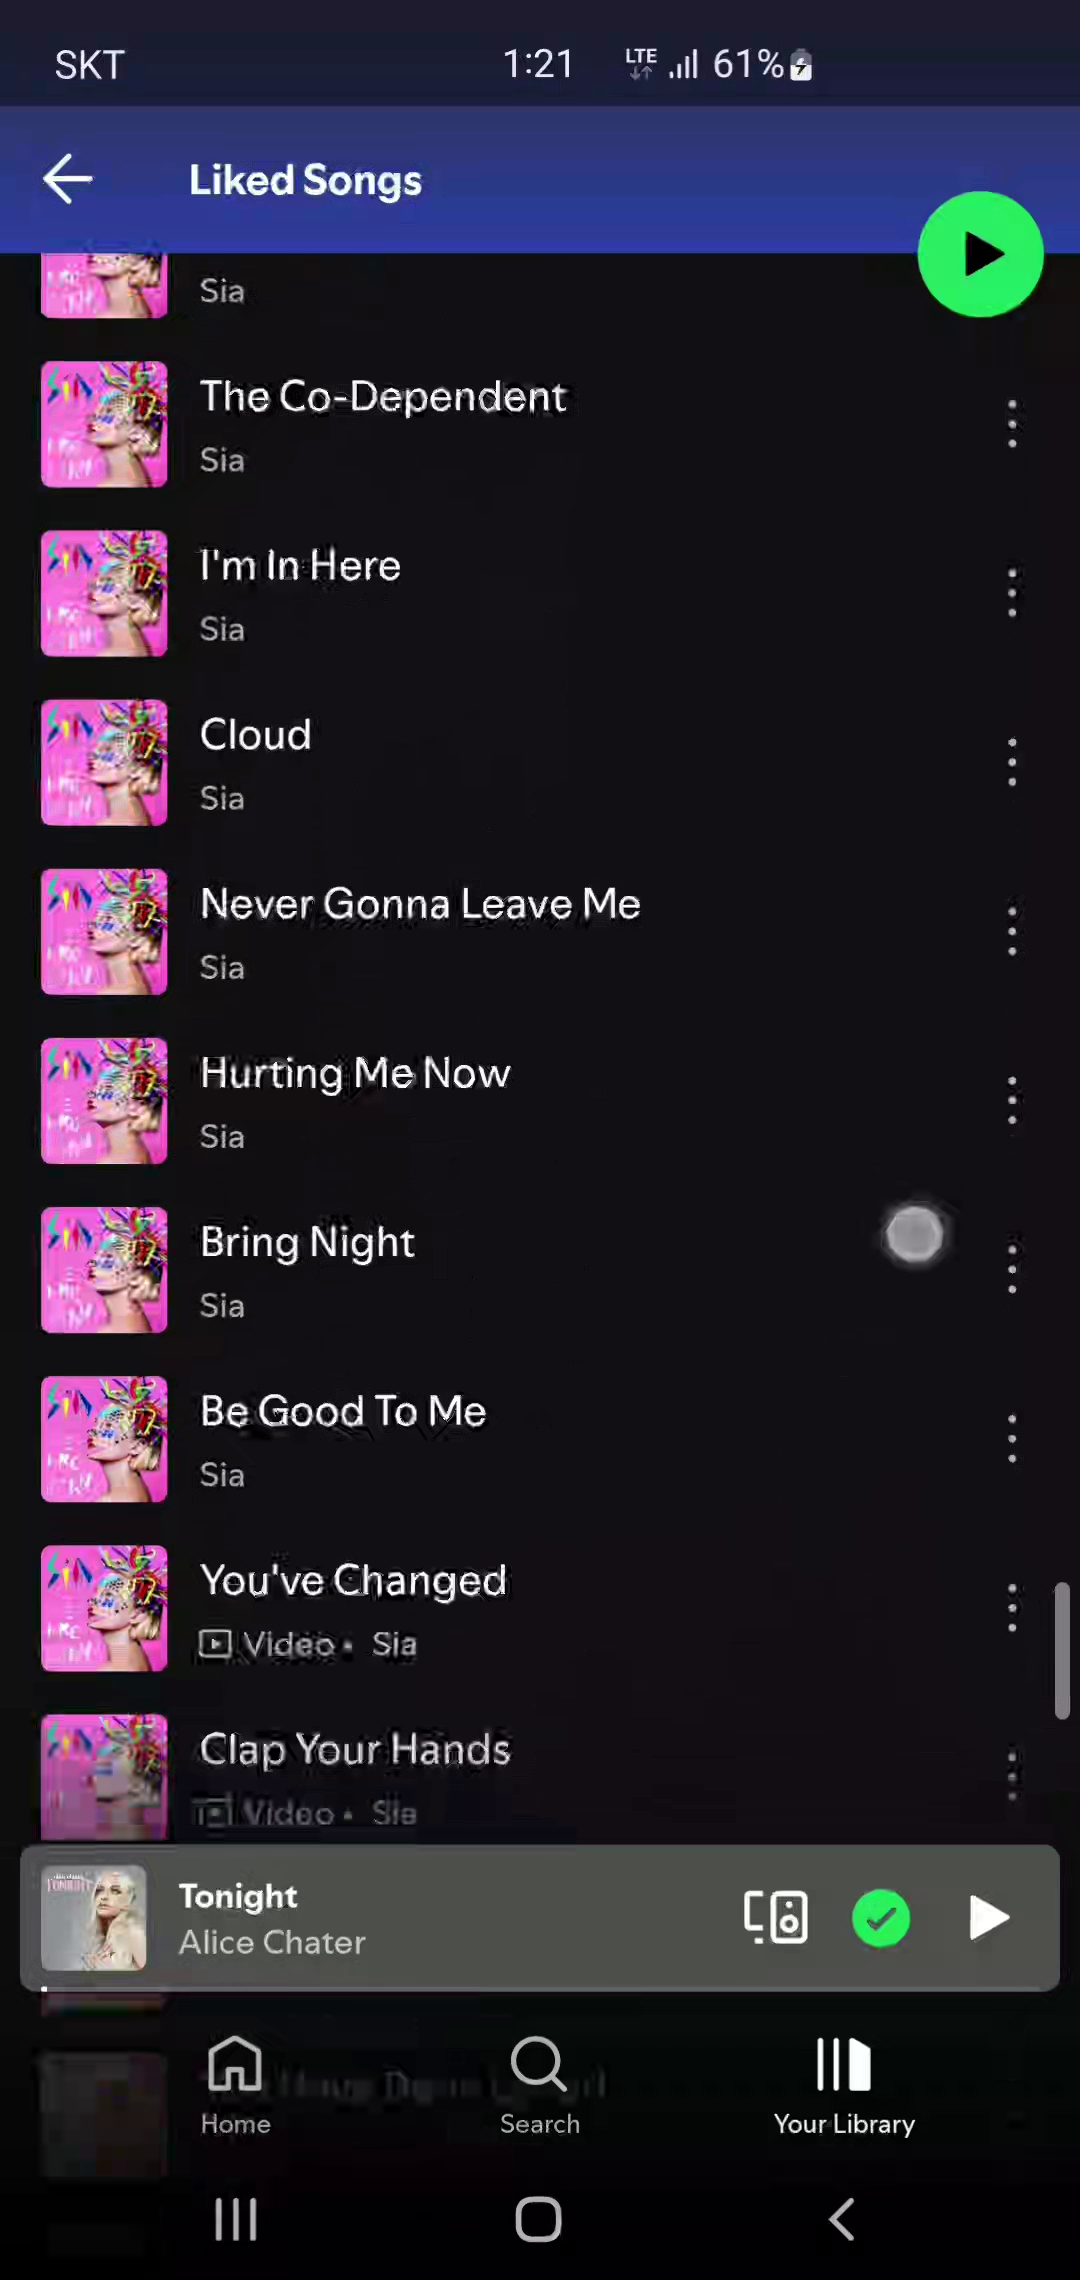 SKT 1:21 LTE 61%
Liked Songs
Sia
The Co-Dependent
Sia
I'm In Here
Sia
Cloud
Sia
Never Gonna Leave Me
Sia
Hurting Me Now
Sia
Bring Night
Sia
Be Good To Me
Sia
You've Changed
Video • Sia
Clap Your Hands
Video • Sia
Tonight
Alice Chater
Home Search Your Library